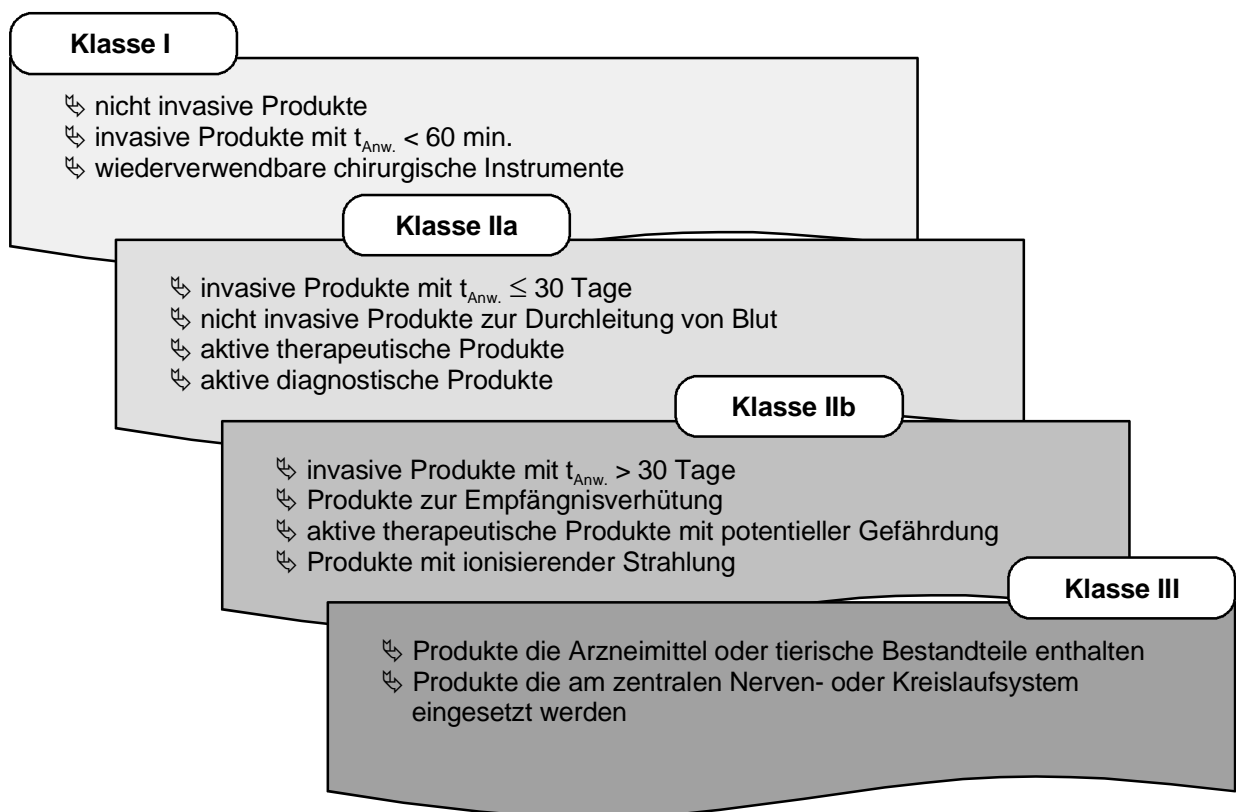 Klasse I
⮡ nicht invasive Produkte
⮡ invasive Produkte mit t_Anw. < 60 min.
⮡ wiederverwendbare chirurgische Instrumente
Klasse IIa
⮡ invasive Produkte mit t_Anw. ≤ 30 Tage
⮡ nicht invasive Produkte zur Durchleitung von Blut
⮡ aktive therapeutische Produkte
⮡ aktive diagnostische Produkte
Klasse IIb
⮡ invasive Produkte mit t_Anw. > 30 Tage
⮡ Produkte zur Empfängnisverhütung
⮡ aktive therapeutische Produkte mit potentieller Gefährdung
⮡ Produkte mit ionisierender Strahlung
Klasse III
⮡ Produkte die Arzneimittel oder tierische Bestandteile enthalten
⮡ Produkte die am zentralen Nerven- oder Kreislaufsystem
eingesetzt werden